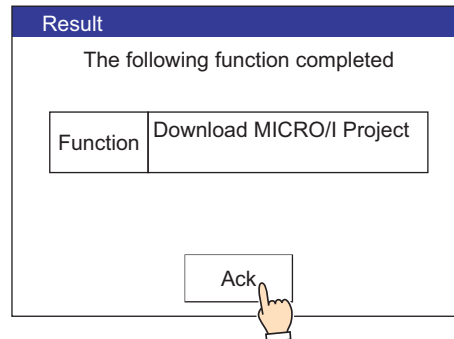 Result
The following function completed
Function
Download MICRO/I Project
Ack